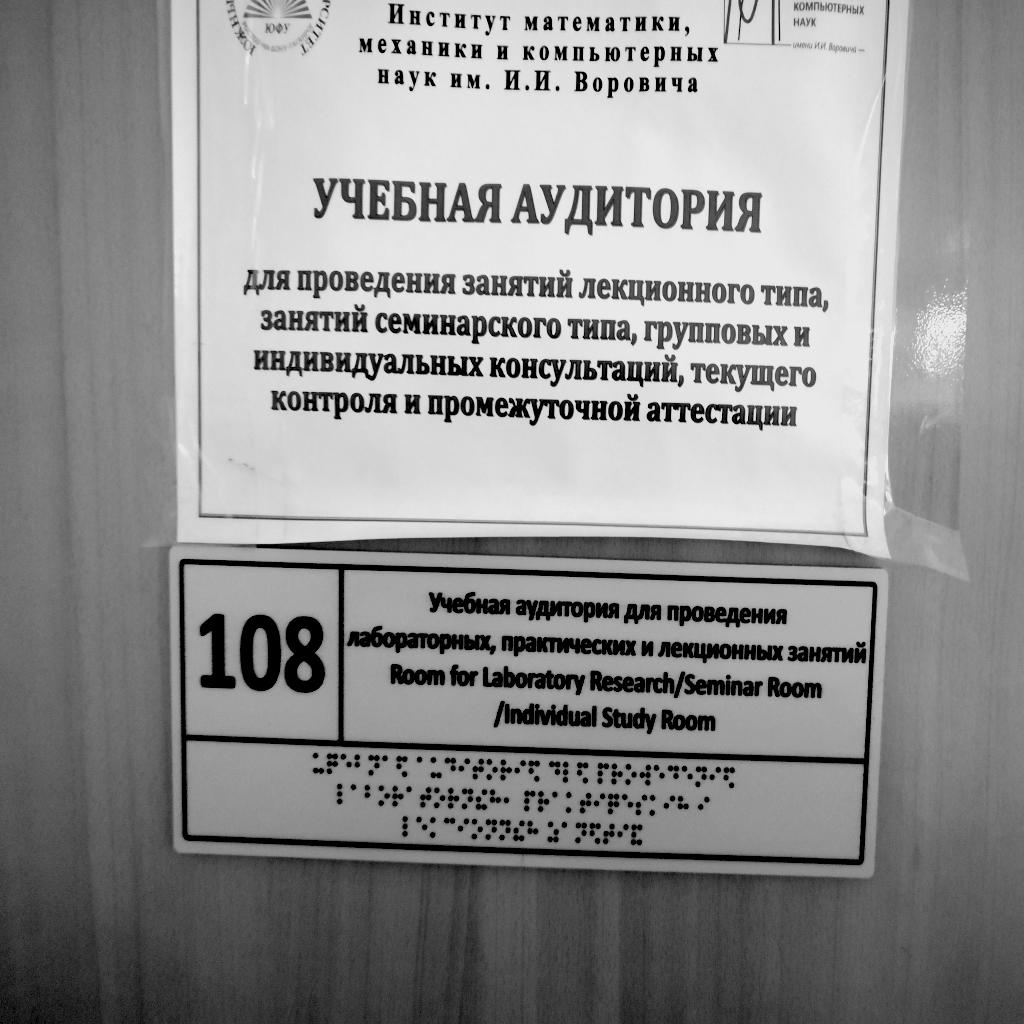 ЮФУ
КОМПЬЮТЕРНЫХ
НАУК
имени И.И. Воровича
Институт математики,
механики и компьютерных
наук им. И.И. Воровича
УЧЕБНАЯ АУДИТОРИЯ
для проведения занятий лекционного типа,
занятий семинарского типа, групповых и
индивидуальных консультаций, текущего
контроля и промежуточной аттестации
108
Учебная аудитория для проведения
лабораторных, практических и лекционных занятий
Room for Laboratory Research/Seminar Room
/Individual Study Room